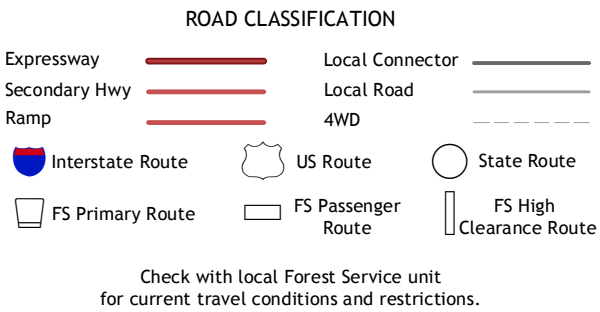 ROAD CLASSIFICATION
Expressway
Local Connector
Secondary Hwy
Local Road
Ramp
4WD
Interstate Route
US Route
State Route
FS Primary Route
FS Passenger
Route
FS High
Clearance Route
Check with local Forest Service unit
for current travel conditions and restrictions.